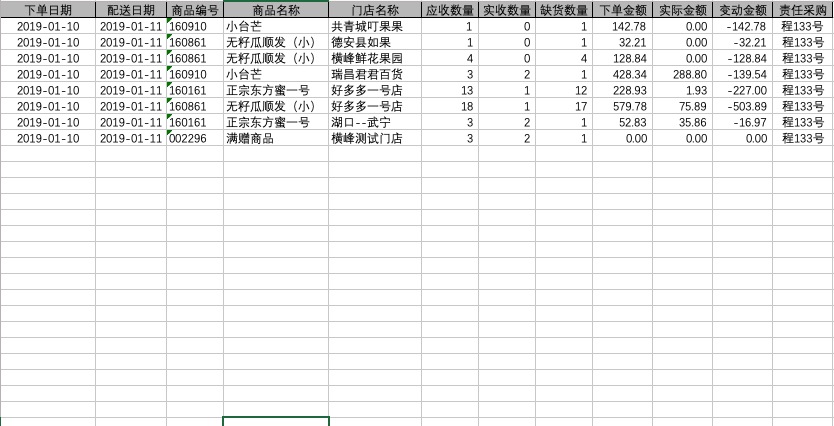 下单日期 配送日期 商品编号 商品名称 门店名称 应收数量 实收数量 缺货数量 下单金额 实际金额 变动金额 责任采购
2019-01-10 2019-01-11 160910 小台芒 共青城叮果果 1 0 1 142.78 0.00 -142.78 程133号
2019-01-10 2019-01-11 160861 无籽瓜顺发（小） 德安县如果 1 0 1 32.21 0.00 -32.21 程133号
2019-01-10 2019-01-11 160861 无籽瓜顺发（小） 横峰鲜花果园 4 0 4 128.84 0.00 -128.84 程133号
2019-01-10 2019-01-11 160910 小台芒 瑞昌君君百货 3 2 1 428.34 288.80 -139.54 程133号
2019-01-10 2019-01-11 160161 正宗东方蜜一号 好多多一号店 13 1 12 228.93 1.93 -227.00 程133号
2019-01-10 2019-01-11 160861 无籽瓜顺发（小） 好多多一号店 18 1 17 579.78 75.89 -503.89 程133号
2019-01-10 2019-01-11 160161 正宗东方蜜一号 湖口--武宁 3 2 1 52.83 35.86 -16.97 程133号
2019-01-10 2019-01-11 002296 满赠商品 横峰测试门店 3 2 1 0.00 0.00 0.00 程133号